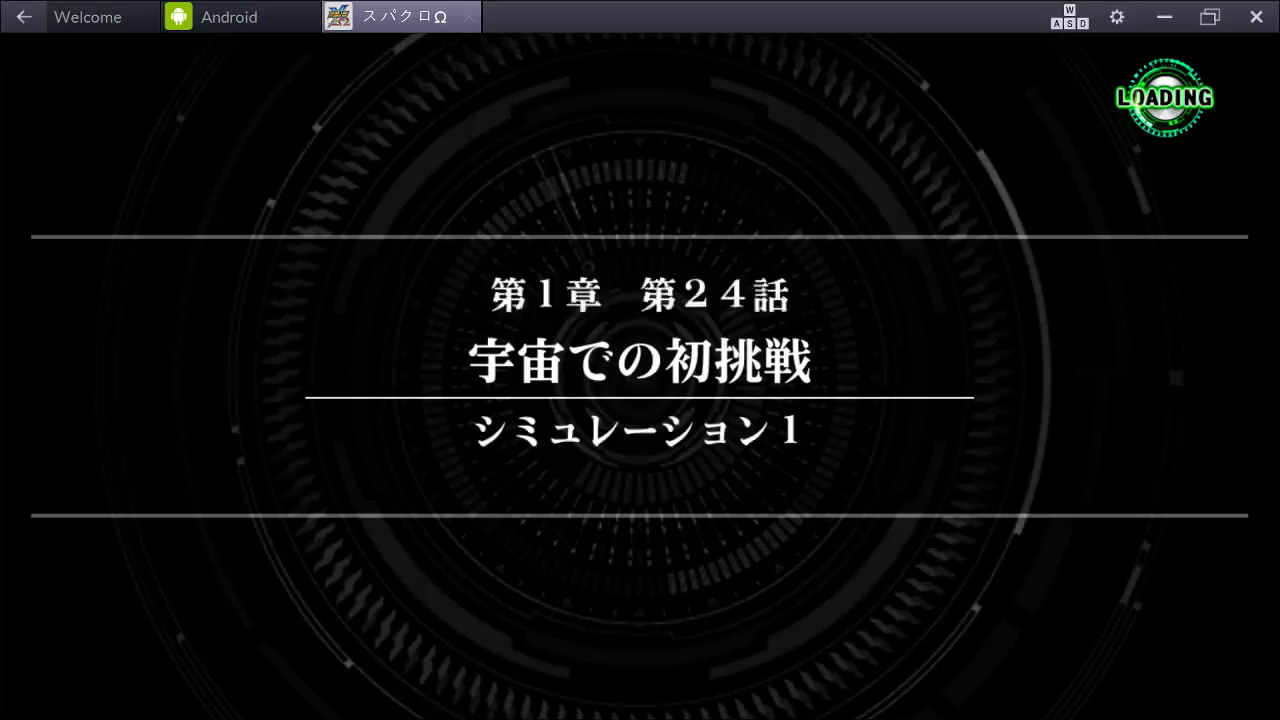 Welcome
Android
スパクロΩ
W
A S D
LOADING
第１章　第２４話
宇宙での初挑戦
シミュレーション１